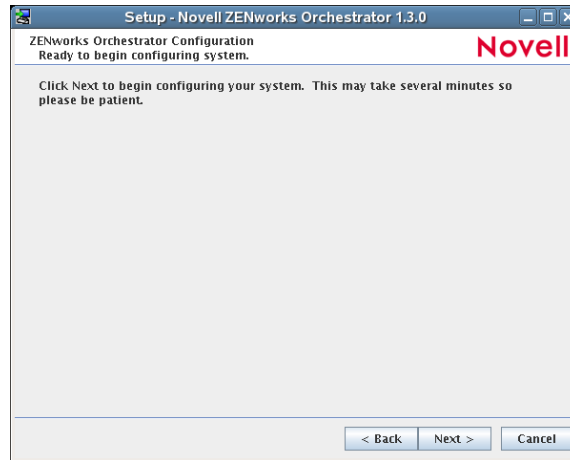 Setup - Novell ZENworks Orchestrator 1.3.0
ZENworks Orchestrator Configuration
Ready to begin configuring system.
Novell
Click Next to begin configuring your system.  This may take several minutes so
please be patient.
< Back
Next >
Cancel